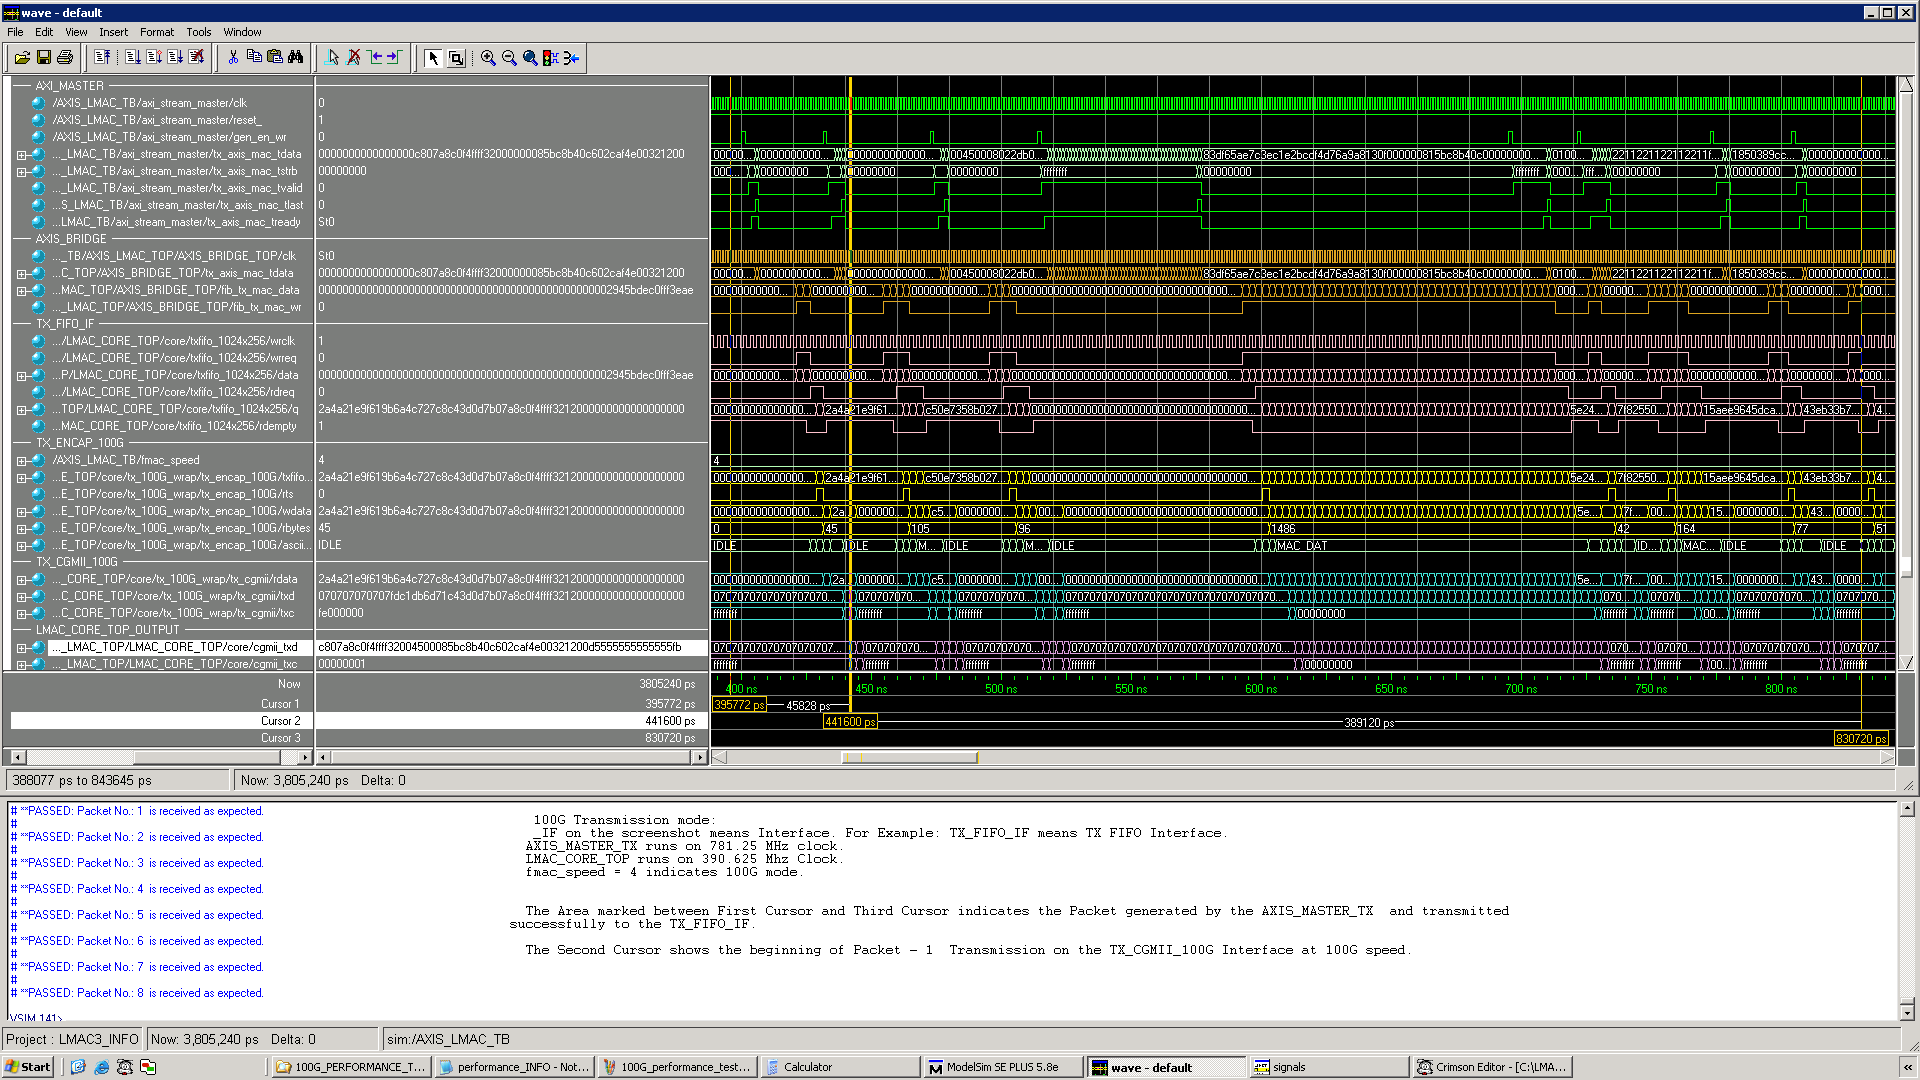 wave - default
File Edit View Insert Format Tools Window
AXI_MASTER
/AXIS_LMAC_TB/axi_stream_master/clk 0
/AXIS_LMAC_TB/axi_stream_master/reset_ 1
/AXIS_LMAC_TB/axi_stream_master/gen_en_wr 0
..._LMAC_TB/axi_stream_master/tx_axis_mac_tdata 0000000000000000c807a8c0f4ffff32000000085bc8b40c602caf4e00321200
..._LMAC_TB/axi_stream_master/tx_axis_mac_tstrb 00000000
..._LMAC_TB/axi_stream_master/tx_axis_mac_tvalid 0
...S_LMAC_TB/axi_stream_master/tx_axis_mac_tlast 0
...LMAC_TB/axi_stream_master/tx_axis_mac_tready St0
AXIS_BRIDGE
..._TB/AXIS_LMAC_TOP/AXIS_BRIDGE_TOP/clk St0
...C_TOP/AXIS_BRIDGE_TOP/tx_axis_mac_tdata 0000000000000000c807a8c0f4ffff32000000085bc8b40c602caf4e00321200
...MAC_TOP/AXIS_BRIDGE_TOP/fib_tx_mac_data 0000000000000000000000000000000000000000000000002945bdec0fff3eae
...LMAC_TOP/AXIS_BRIDGE_TOP/fib_tx_mac_wr 0
TX_FIFO_IF
.../LMAC_CORE_TOP/core/txfifo_1024x256/wrclk 1
.../LMAC_CORE_TOP/core/txfifo_1024x256/wrreq 0
...P/LMAC_CORE_TOP/core/txfifo_1024x256/data 0000000000000000000000000000000000000000000000002945bdec0fff3eae
.../LMAC_CORE_TOP/core/txfifo_1024x256/rdreq 0
...TOP/LMAC_CORE_TOP/core/txfifo_1024x256/q 2a4a21e9f619b6a4c727c8c43d0d7b07a8c0f4ffff3212000000000000000000
...MAC_CORE_TOP/core/txfifo_1024x256/rdempty 1
TX_ENCAP_100G
/AXIS_LMAC_TB/fmac_speed 4
...E_TOP/core/tx_100G_wrap/tx_encap_100G/txfifo... 2a4a21e9f619b6a4c727c8c43d0d7b07a8c0f4ffff3212000000000000000000
...E_TOP/core/tx_100G_wrap/tx_encap_100G/rts 0
...E_TOP/core/tx_100G_wrap/tx_encap_100G/wdata 2a4a21e9f619b6a4c727c8c43d0d7b07a8c0f4ffff3212000000000000000000
...E_TOP/core/tx_100G_wrap/tx_encap_100G/rbytes 45
...E_TOP/core/tx_100G_wrap/tx_encap_100G/ascii... IDLE
TX_CGMII_100G
..._CORE_TOP/core/tx_100G_wrap/tx_cgmii/rdata 2a4a21e9f619b6a4c727c8c43d0d7b07a8c0f4ffff3212000000000000000000
...C_CORE_TOP/core/tx_100G_wrap/tx_cgmii/txd 070707070707fdc1db6d71c43d0d7b07a8c0f4ffff3212000000000000000000
...C_CORE_TOP/core/tx_100G_wrap/tx_cgmii/txc fe000000
LMAC_CORE_TOP_OUTPUT
..._LMAC_TOP/LMAC_CORE_TOP/core/cgmii_txd c807a8c0f4ffff32004500085bc8b40c602caf4e00321200d5555555555555fb
..._LMAC_TOP/LMAC_CORE_TOP/core/cgmii_txc 00000001
Now 3805240 ps
Cursor 1 395772 ps
Cursor 2 441600 ps
Cursor 3 830720 ps
400 ns 450 ns 500 ns 550 ns 600 ns 650 ns 700 ns 750 ns 800 ns
395772 ps 45828 ps
441600 ps 389120 ps
830720 ps
388077 ps to 843645 ps Now: 3,805,240 ps Delta: 0
# **PASSED: Packet No.: 1 is received as expected.
#
# **PASSED: Packet No.: 2 is received as expected.
#
# **PASSED: Packet No.: 3 is received as expected.
#
# **PASSED: Packet No.: 4 is received as expected.
#
# **PASSED: Packet No.: 5 is received as expected.
#
# **PASSED: Packet No.: 6 is received as expected.
#
# **PASSED: Packet No.: 7 is received as expected.
#
# **PASSED: Packet No.: 8 is received as expected.
VSIM 141>
100G Transmission mode:
_IF on the screenshot means Interface. For Example: TX_FIFO_IF means TX FIFO Interface.
AXIS_MASTER_TX runs on 781.25 MHz clock.
LMAC_CORE_TOP runs on 390.625 Mhz Clock.
fmac_speed = 4 indicates 100G mode.
The Area marked between First Cursor and Third Cursor indicates the Packet generated by the AXIS_MASTER_TX and transmitted
successfully to the TX_FIFO_IF.
The Second Cursor shows the beginning of Packet - 1 Transmission on the TX_CGMII_100G Interface at 100G speed.
Project : LMAC3_INFO Now: 3,805,240 ps Delta: 0 sim:/AXIS_LMAC_TB
Start 100G_PERFORMANCE_T... performance_INFO - Not... 100G_performance_test... Calculator ModelSim SE PLUS 5.8e wave - default signals Crimson Editor - [C:\LMA...